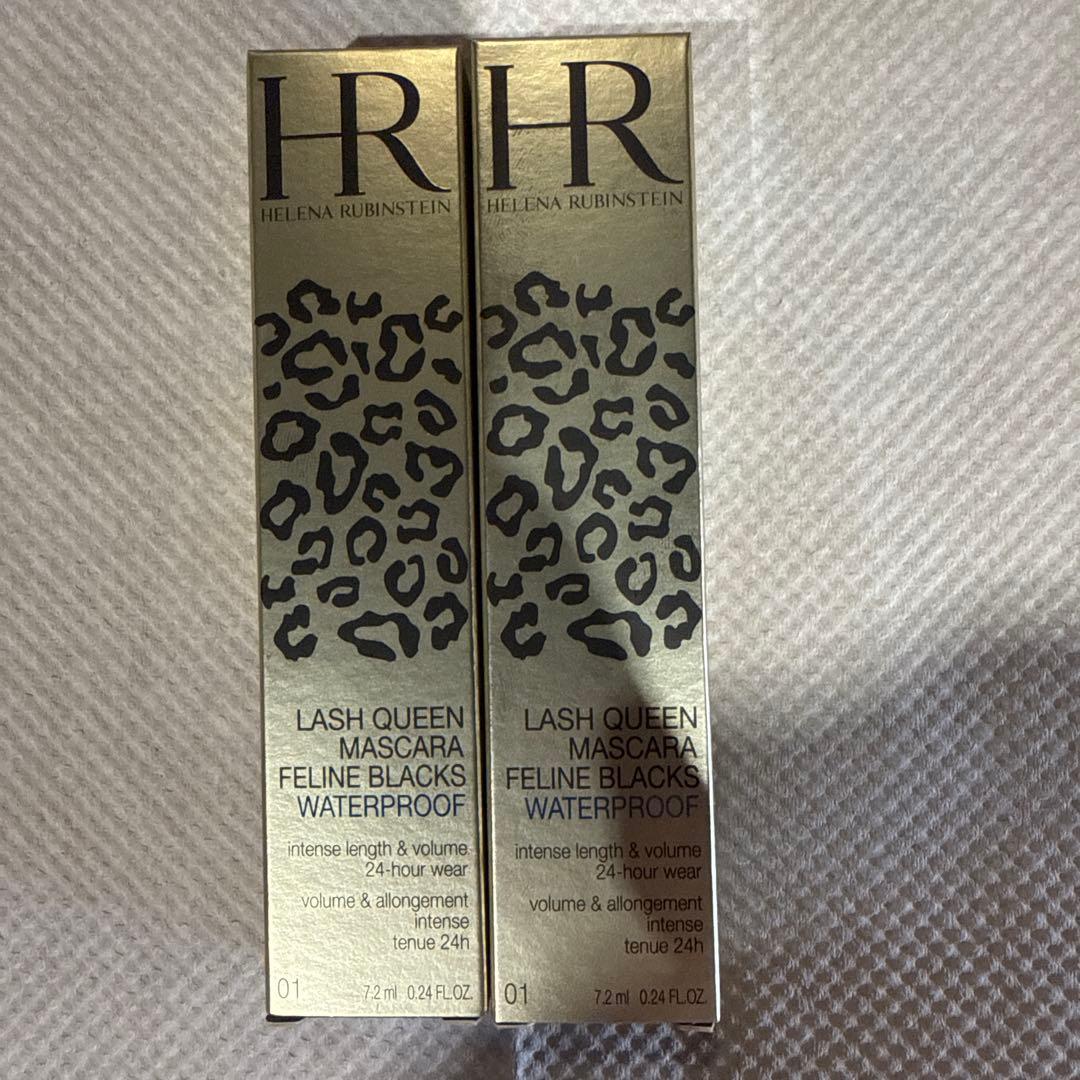 HR
HELENA RUBINSTEIN
LASH QUEEN
MASCARA
FELINE BLACKS
WATERPROOF
intense length & volume
24-hour wear
volume & allongement
intense
tenue 24h
01 7.2 ml 0.24 FL.OZ.
HR
HELENA RUBINSTEIN
LASH QUEEN
MASCARA
FELINE BLACKS
WATERPROOF
intense length & volume
24-hour wear
volume & allongement
intense
tenue 24h
01 7.2 ml 0.24 FL.OZ.